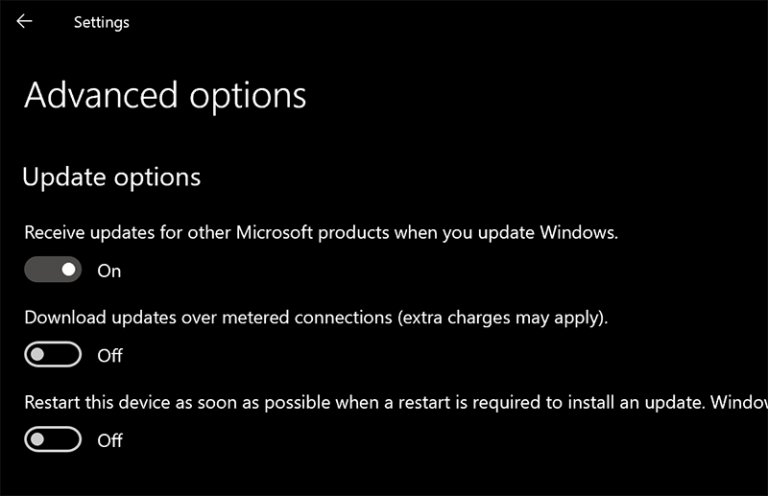 Settings
Advanced options
Update options
Receive updates for other Microsoft products when you update Windows.
On
Download updates over metered connections (extra charges may apply).
Off
Restart this device as soon as possible when a restart is required to install an update. Windo
Off